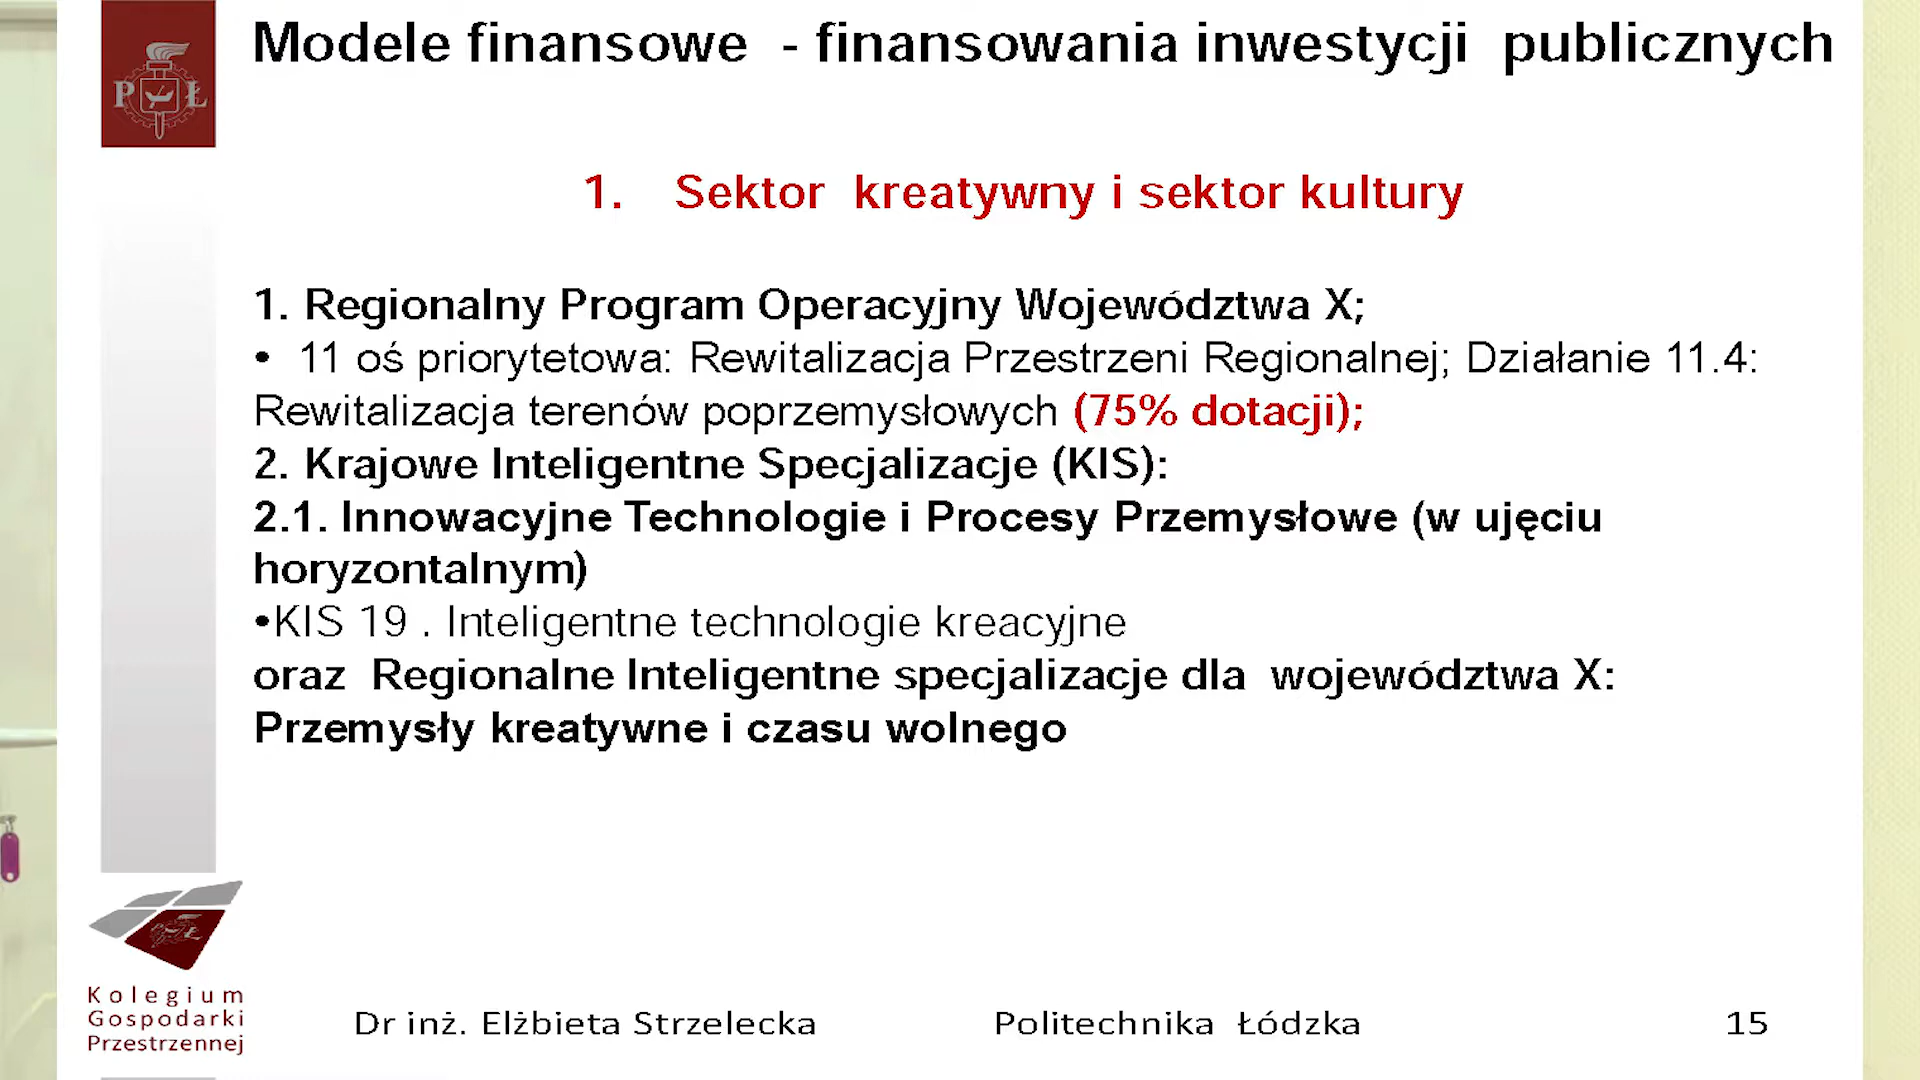 Modele finansowe - finansowania inwestycji publicznych
P Ł
1. Sektor kreatywny i sektor kultury
1. Regionalny Program Operacyjny Województwa X;
• 11 oś priorytetowa: Rewitalizacja Przestrzeni Regionalnej; Działanie 11.4:
Rewitalizacja terenów poprzemysłowych (75% dotacji);
2. Krajowe Inteligentne Specjalizacje (KIS):
2.1. Innowacyjne Technologie i Procesy Przemysłowe (w ujęciu
horyzontalnym)
•KIS 19 . Inteligentne technologie kreacyjne
oraz Regionalne Inteligentne specjalizacje dla województwa X:
Przemysły kreatywne i czasu wolnego
P Ł
Kolegium
Gospodarki
Przestrzennej
Dr inż. Elżbieta Strzelecka Politechnika Łódzka 15